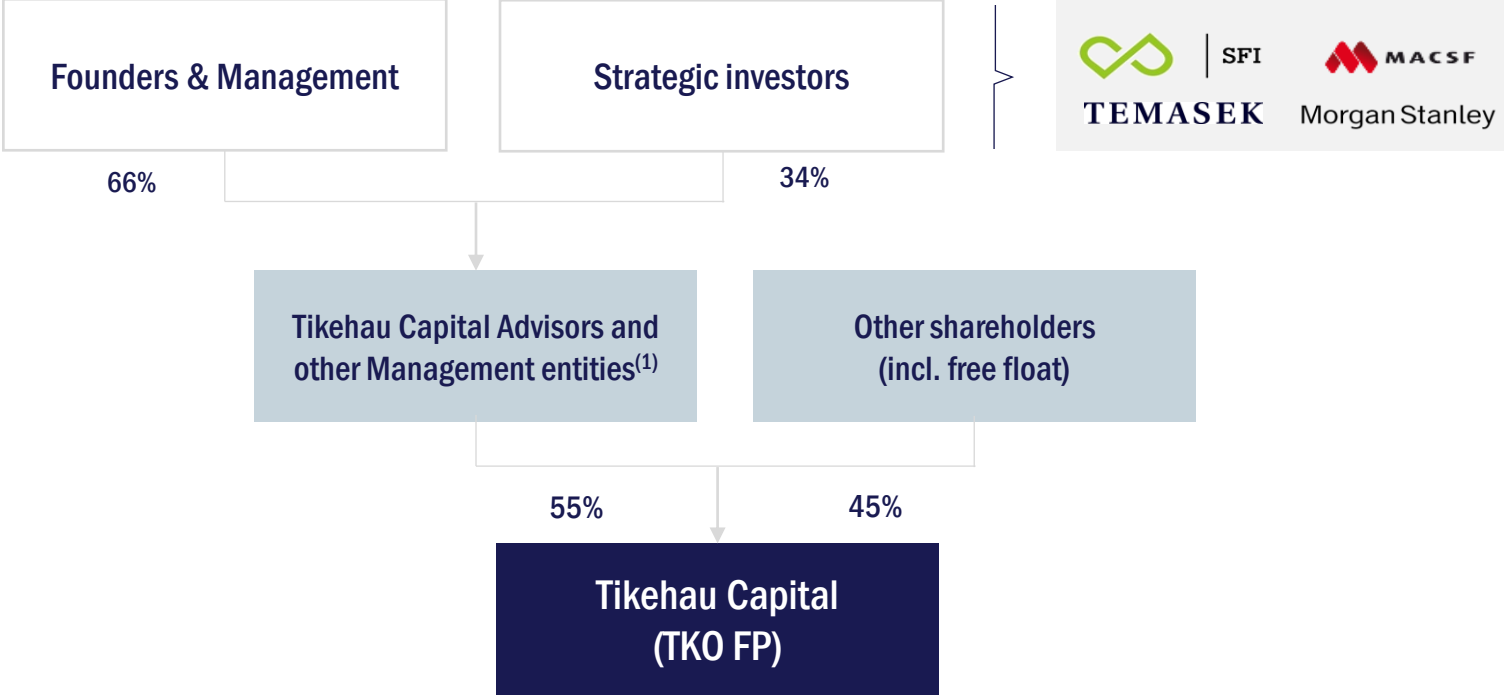 Founders & Management
Strategic investors
SFI
MACSF
TEMASEK
Morgan Stanley
66%
34%
Tikehau Capital Advisors and
other Management entities(1)
Other shareholders
(incl. free float)
55%
45%
Tikehau Capital
(TKO FP)